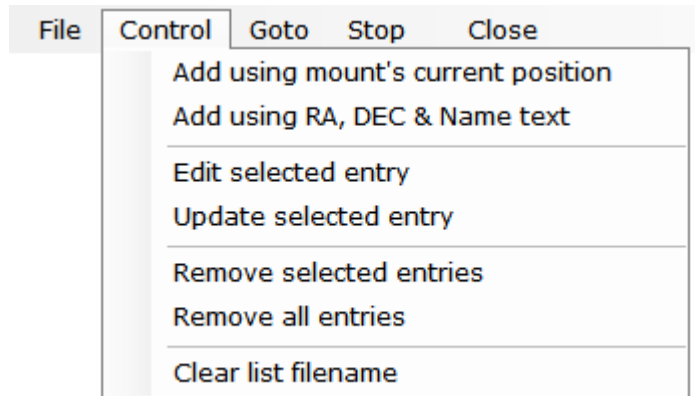 File Control Goto Stop Close
Add using mount's current position
Add using RA, DEC & Name text
Edit selected entry
Update selected entry
Remove selected entries
Remove all entries
Clear list filename